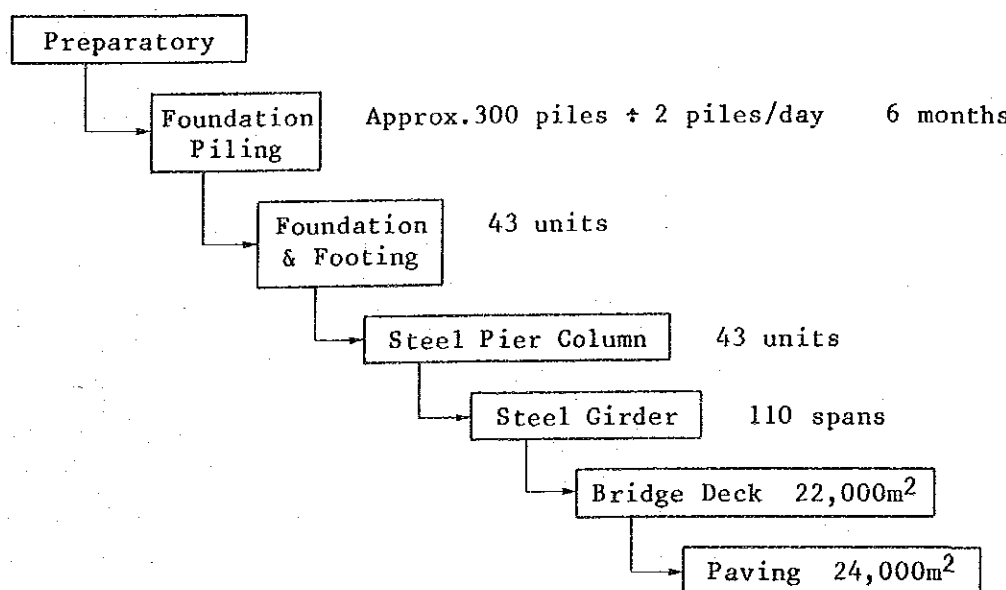 Preparatory
Foundation Piling
Approx.300 piles ÷ 2 piles/day 6 months
Foundation & Footing
43 units
Steel Pier Column
43 units
Steel Girder
110 spans
Bridge Deck 22,000m²
Paving 24,000m²